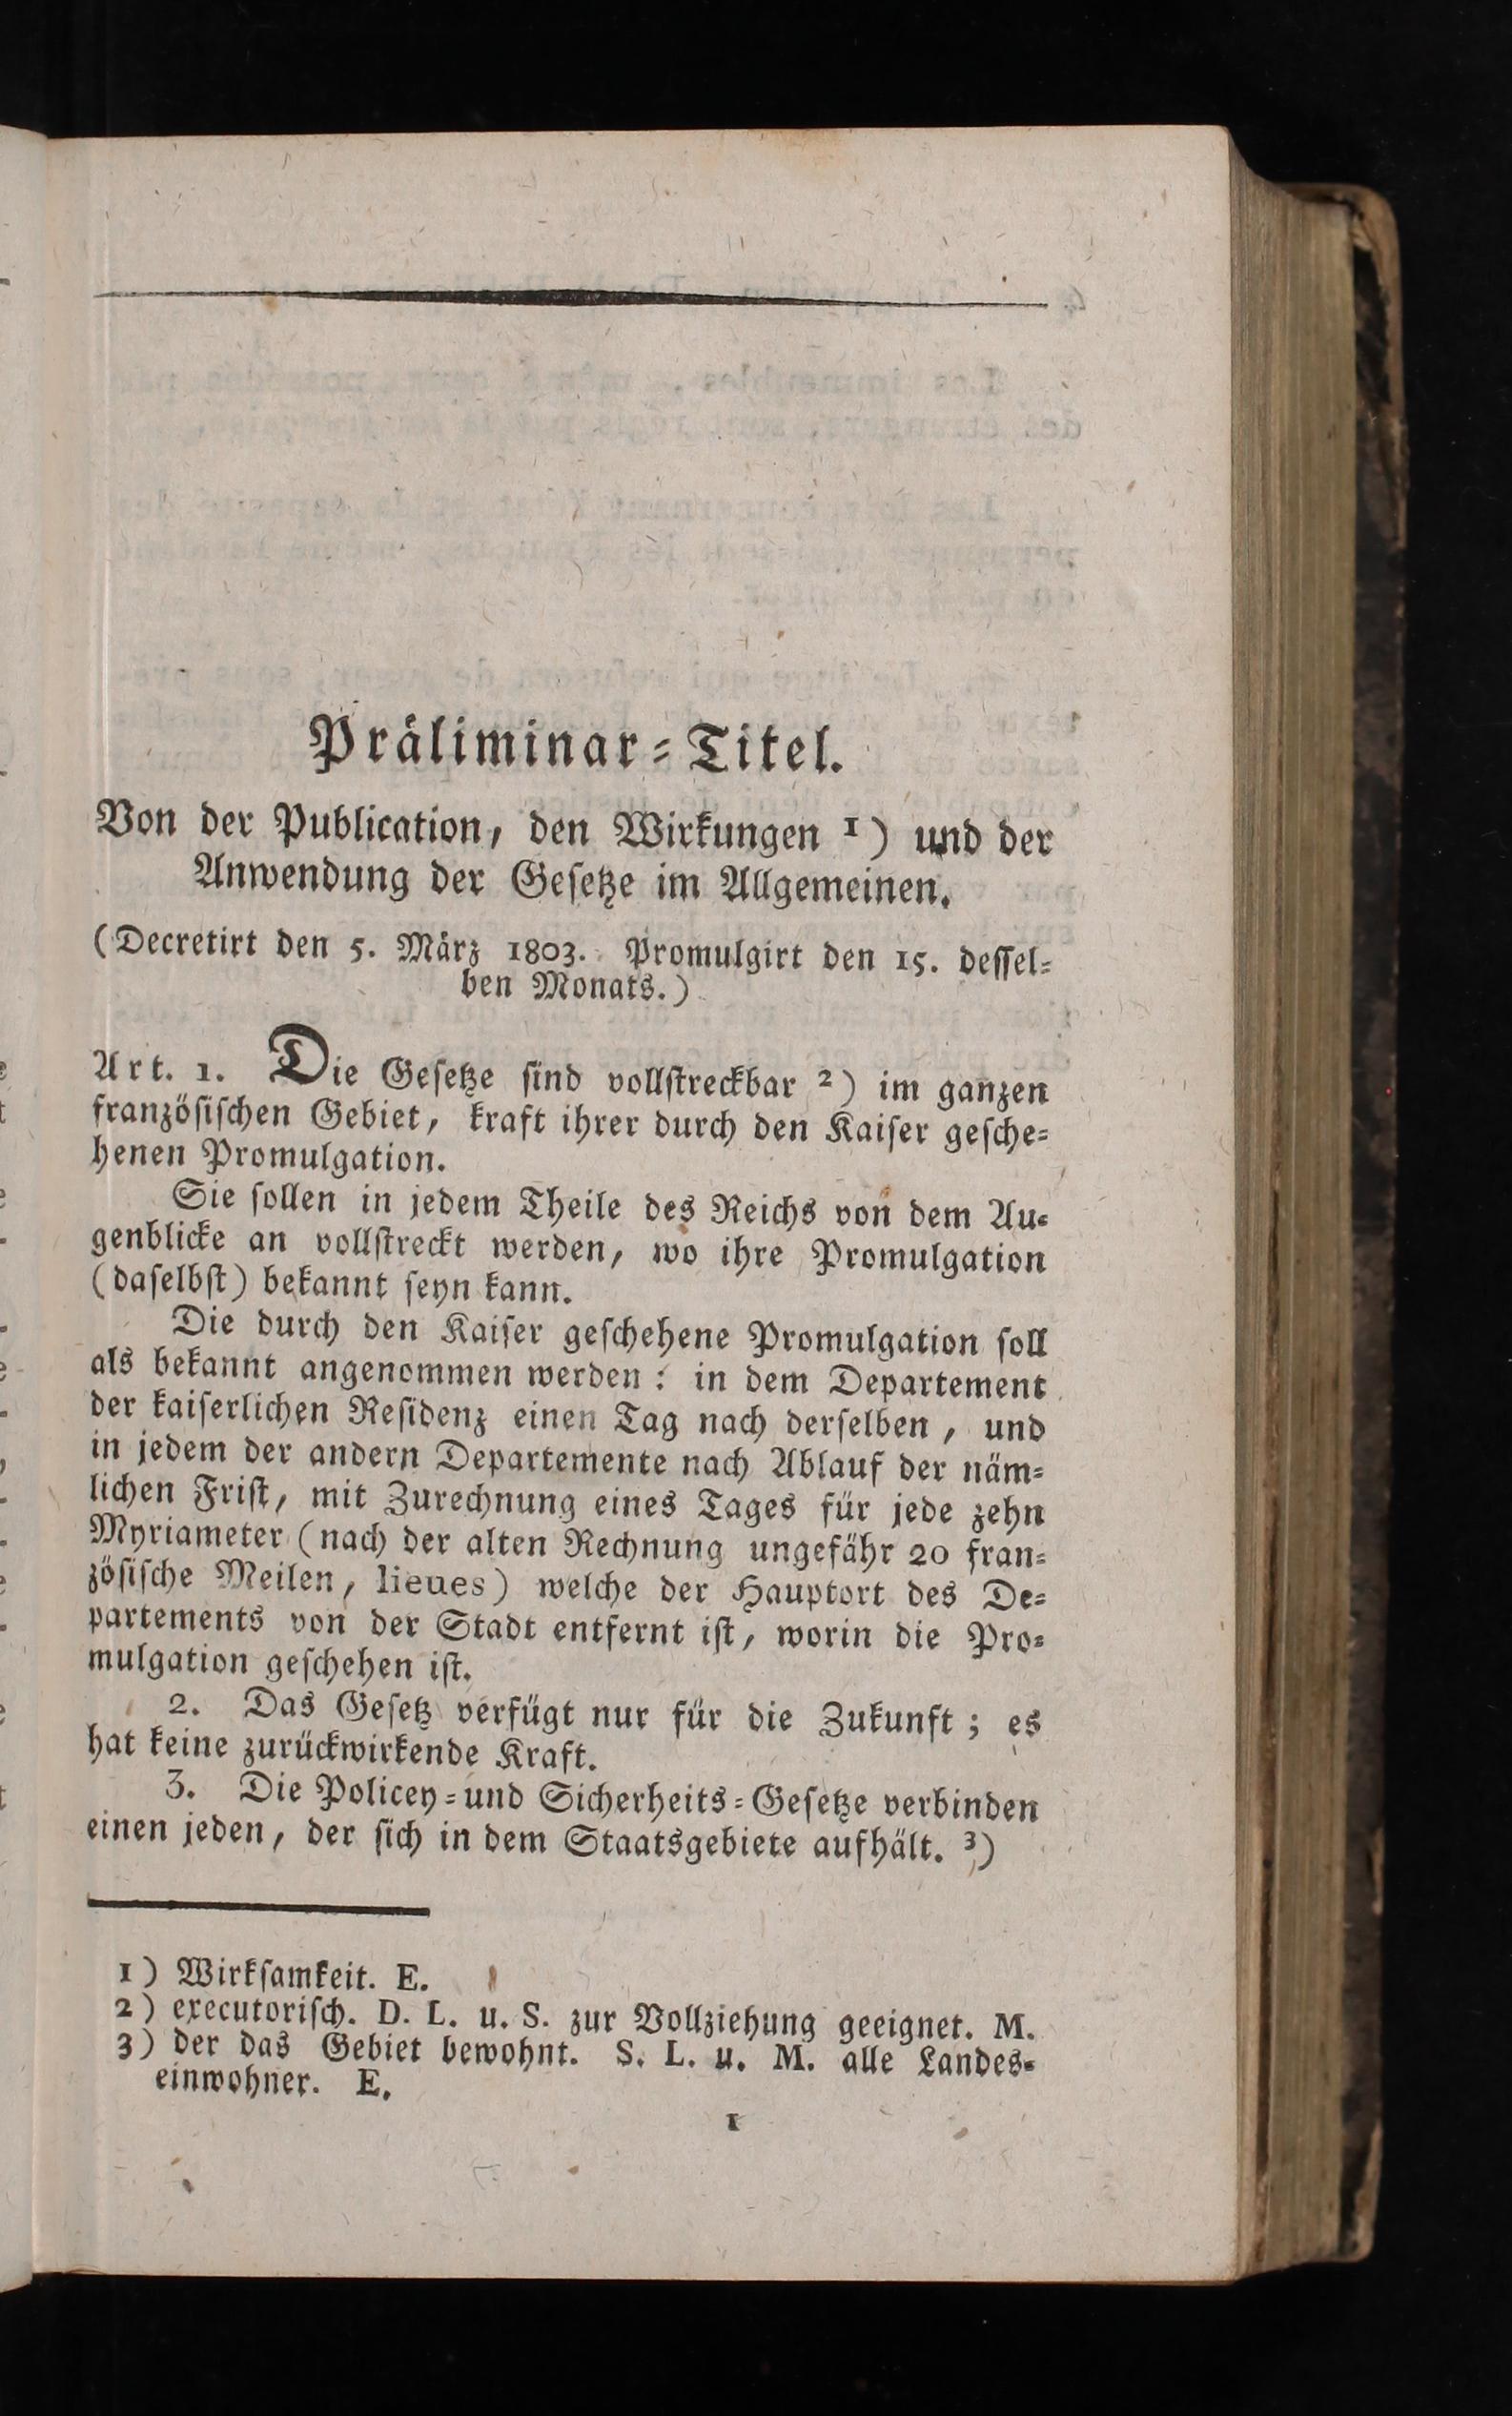 Präliminar-Titel.
Von der Publication, den Wirkungen 1) und der
Anwendung der Geſetze im Allgemeinen.
(Decretirt den 5. März 1803. Promulgirt den 15. deſſel-
ben Monats.)
Art. 1. Die Geſetze ſind vollſtreckbar 2) im ganzen
franzöſiſchen Gebiet, kraft ihrer durch den Kaiſer geſche-
henen Promulgation.
Sie ſollen in jedem Theile des Reichs von dem Au-
genblicke an vollſtreckt werden, wo ihre Promulgation
(daſelbſt) bekannt ſeyn kann.
Die durch den Kaiſer geſchehene Promulgation ſoll
als bekannt angenommen werden: in dem Departement
der kaiſerlichen Reſidenz einen Tag nach derſelben, und
in jedem der andern Departemente nach Ablauf der näm-
lichen Friſt, mit Zurechnung eines Tages für jede zehn
Myriameter (nach der alten Rechnung ungefähr 20 fran-
zöſiſche Meilen, lieues) welche der Hauptort des De-
partements von der Stadt entfernt iſt, worin die Pro-
mulgation geſchehen iſt.
2. Das Geſetz verfügt nur für die Zukunft; es
hat keine zurückwirkende Kraft.
3. Die Policey-und Sicherheits-Geſetze verbinden
einen jeden, der ſich in dem Staatsgebiete aufhält. 3)
1) Wirkſamkeit. E.
2) executoriſch. D. L. u. S. zur Vollziehung geeignet. M.
3) der das Gebiet bewohnt. S. L. u. M. alle Landes-
einwohner. E.
1